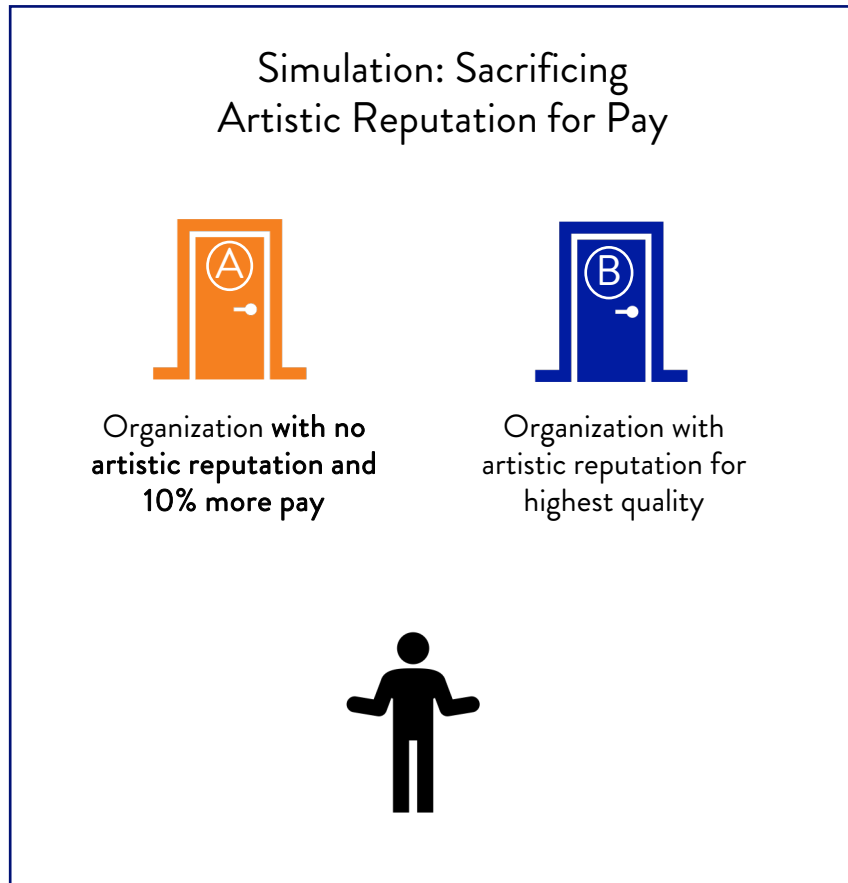 Simulation: Sacrificing
Artistic Reputation for Pay
A
B
Organization with no
artistic reputation and
10% more pay
Organization with
artistic reputation for
highest quality